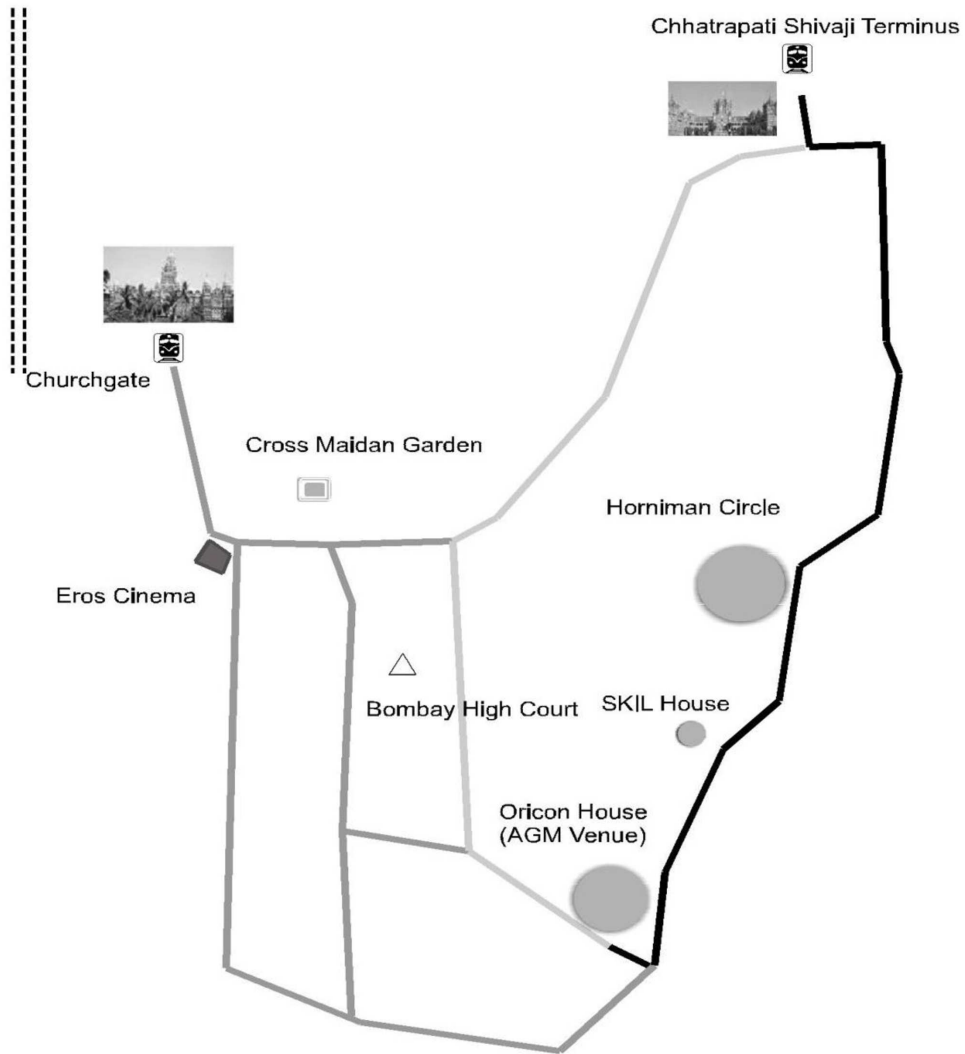 Chhatrapati Shivaji Terminus
Churchgate
Cross Maidan Garden
Horniman Circle
Eros Cinema
Bombay High Court
SKIL House
Oricon House
(AGM Venue)